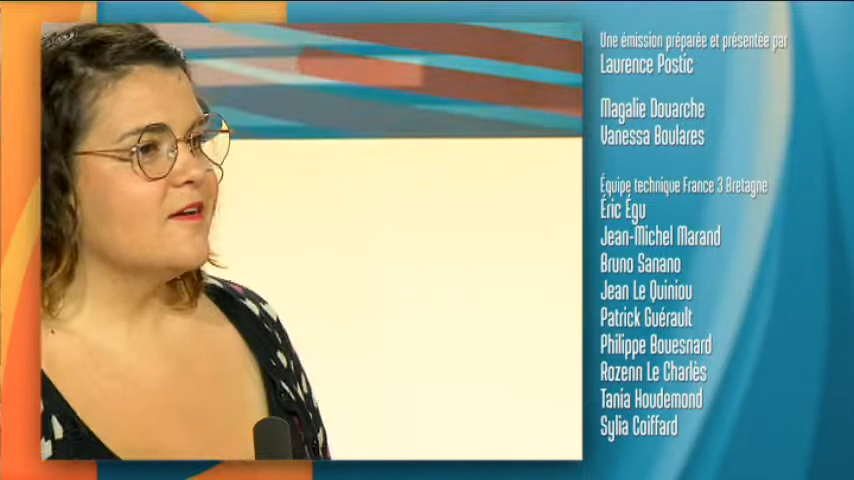 Une émission préparée et présentée par
Laurence Postic
Magalie Douarche
Vanessa Boulares
Équipe technique France 3 Bretagne
Éric Égu
Jean-Michel Marand
Bruno Sanano
Jean Le Quiniou
Patrick Guérault
Philippe Bouesnard
Rozenn Le Charlès
Tania Houdemond
Sylia Coiffard